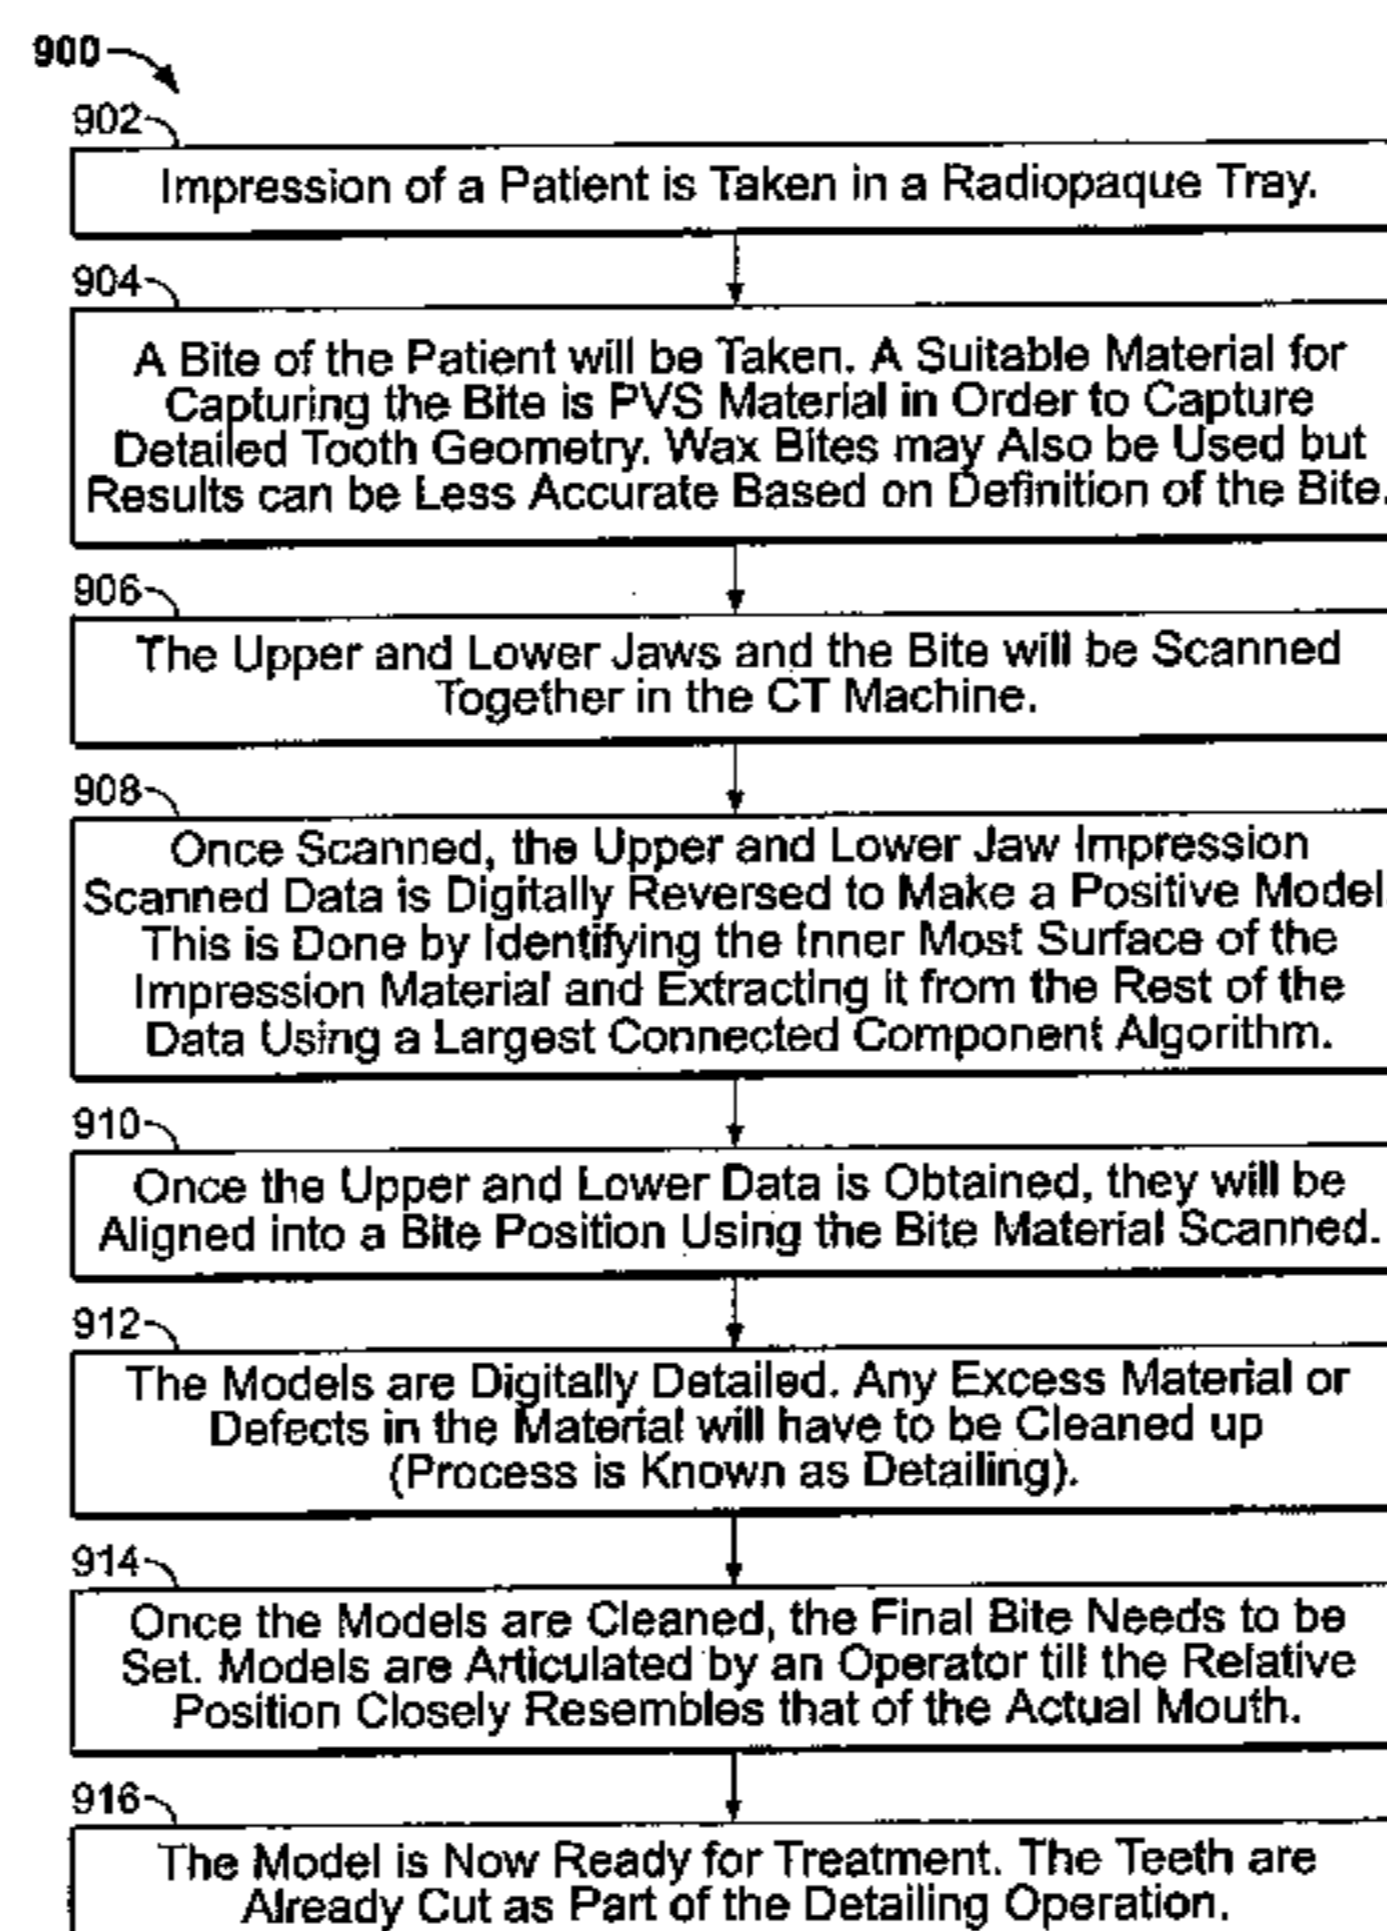 900
902
Impression of a Patient is Taken in a Radiopaque Tray.
904
A Bite of the Patient will be Taken. A Suitable Material for
Capturing the Bite is PVS Material in Order to Capture
Detailed Tooth Geometry. Wax Bites may Also be Used but
Results can be Less Accurate Based on Definition of the Bite.
906
The Upper and Lower Jaws and the Bite will be Scanned
Together in the CT Machine.
908
Once Scanned, the Upper and Lower Jaw Impression
Scanned Data is Digitally Reversed to Make a Positive Model.
This is Done by Identifying the Inner Most Surface of the
Impression Material and Extracting it from the Rest of the
Data Using a Largest Connected Component Algorithm.
910
Once the Upper and Lower Data is Obtained, they will be
Aligned into a Bite Position Using the Bite Material Scanned.
912
The Models are Digitally Detailed. Any Excess Material or
Defects in the Material will have to be Cleaned up
(Process is Known as Detailing).
914
Once the Models are Cleaned, the Final Bite Needs to be
Set. Models are Articulated by an Operator till the Relative
Position Closely Resembles that of the Actual Mouth.
916
The Model is Now Ready for Treatment. The Teeth are
Already Cut as Part of the Detailing Operation.